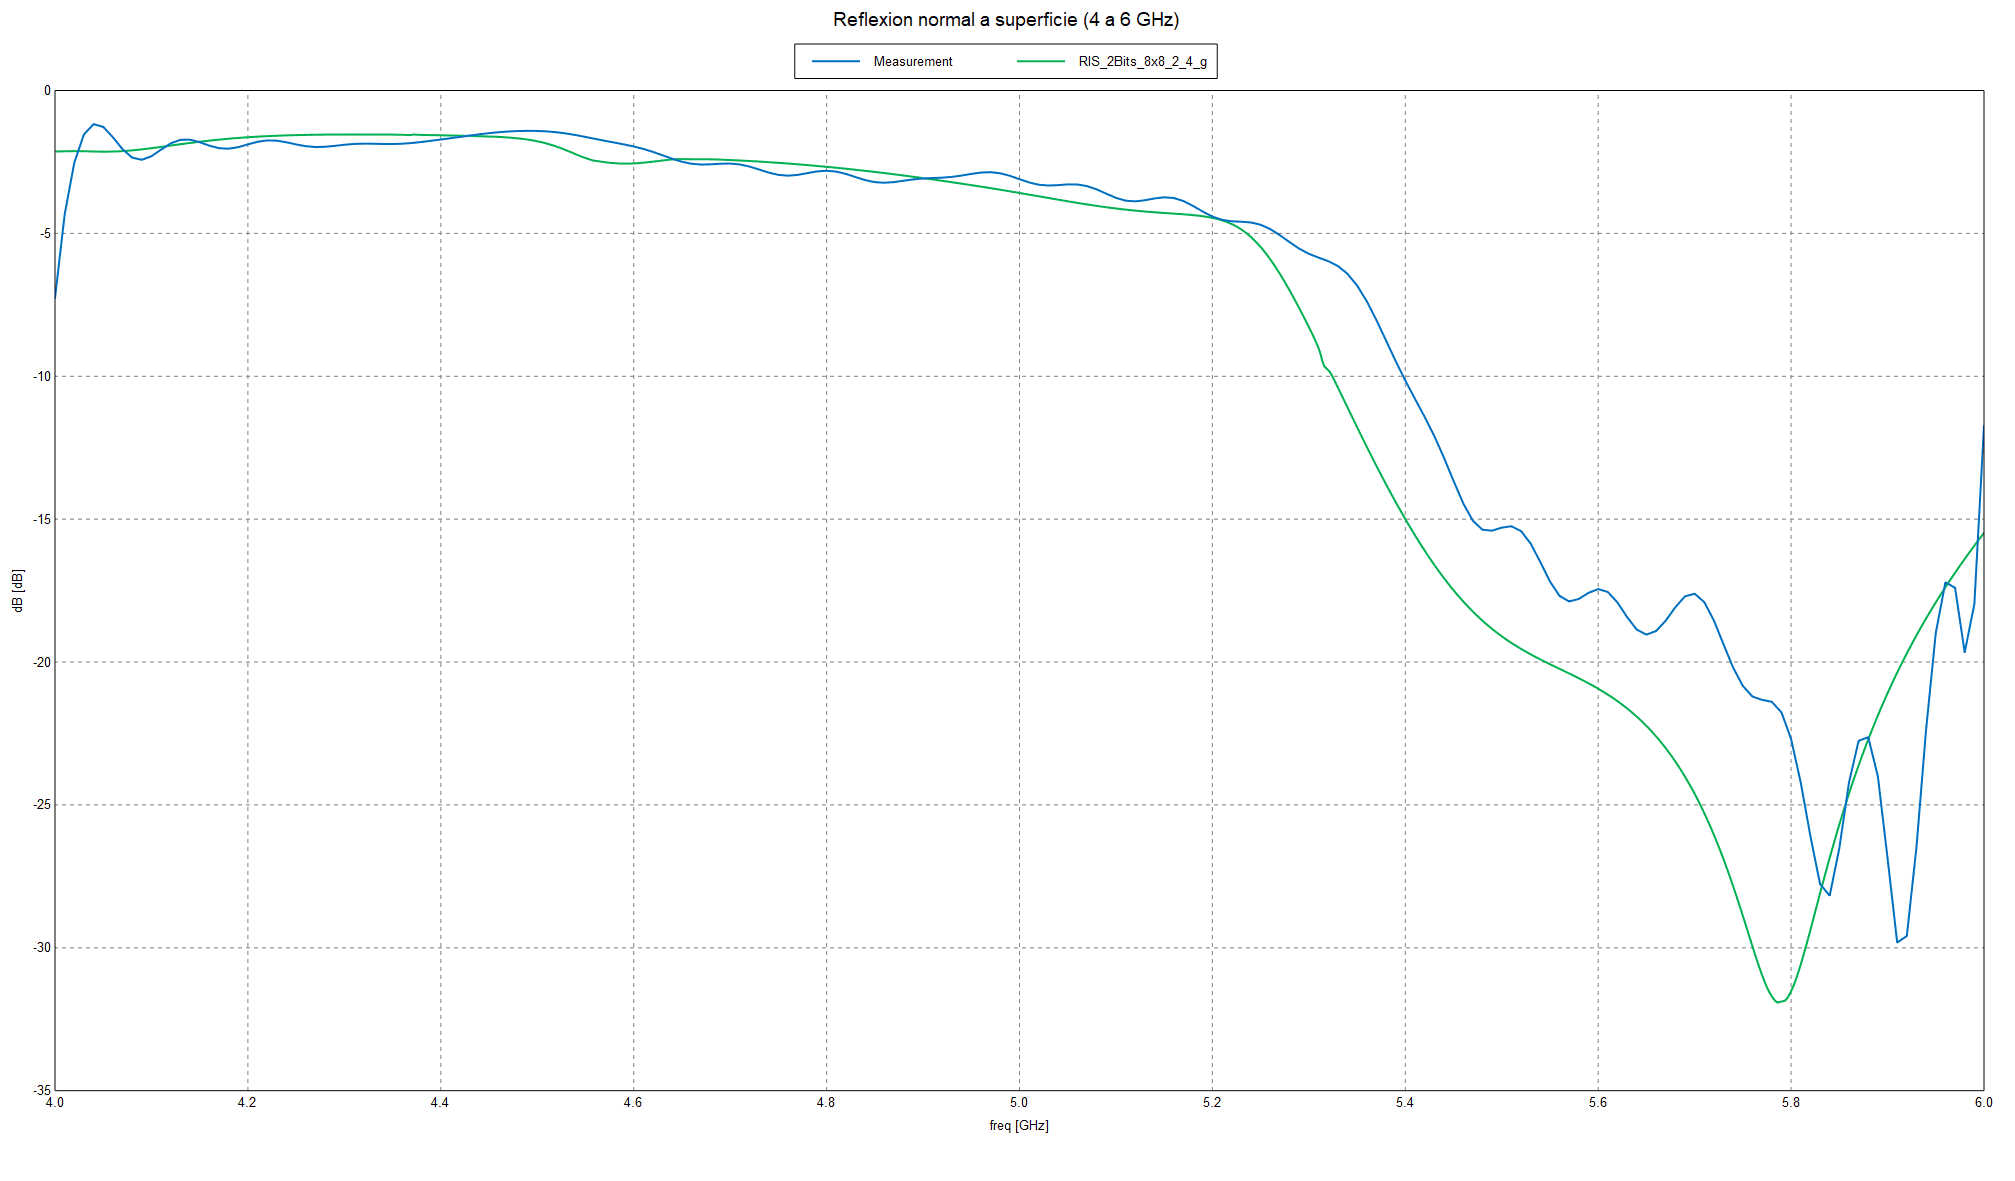 Reflexion normal a superficie (4 a 6 GHz)
Measurement RIS_2Bits_8x8_2_4_g
0
-5
-10
-15
-20
-25
-30
-35
dB [dB]
4.0 4.2 4.4 4.6 4.8 5.0 5.2 5.4 5.6 5.8 6.0
freq [GHz]